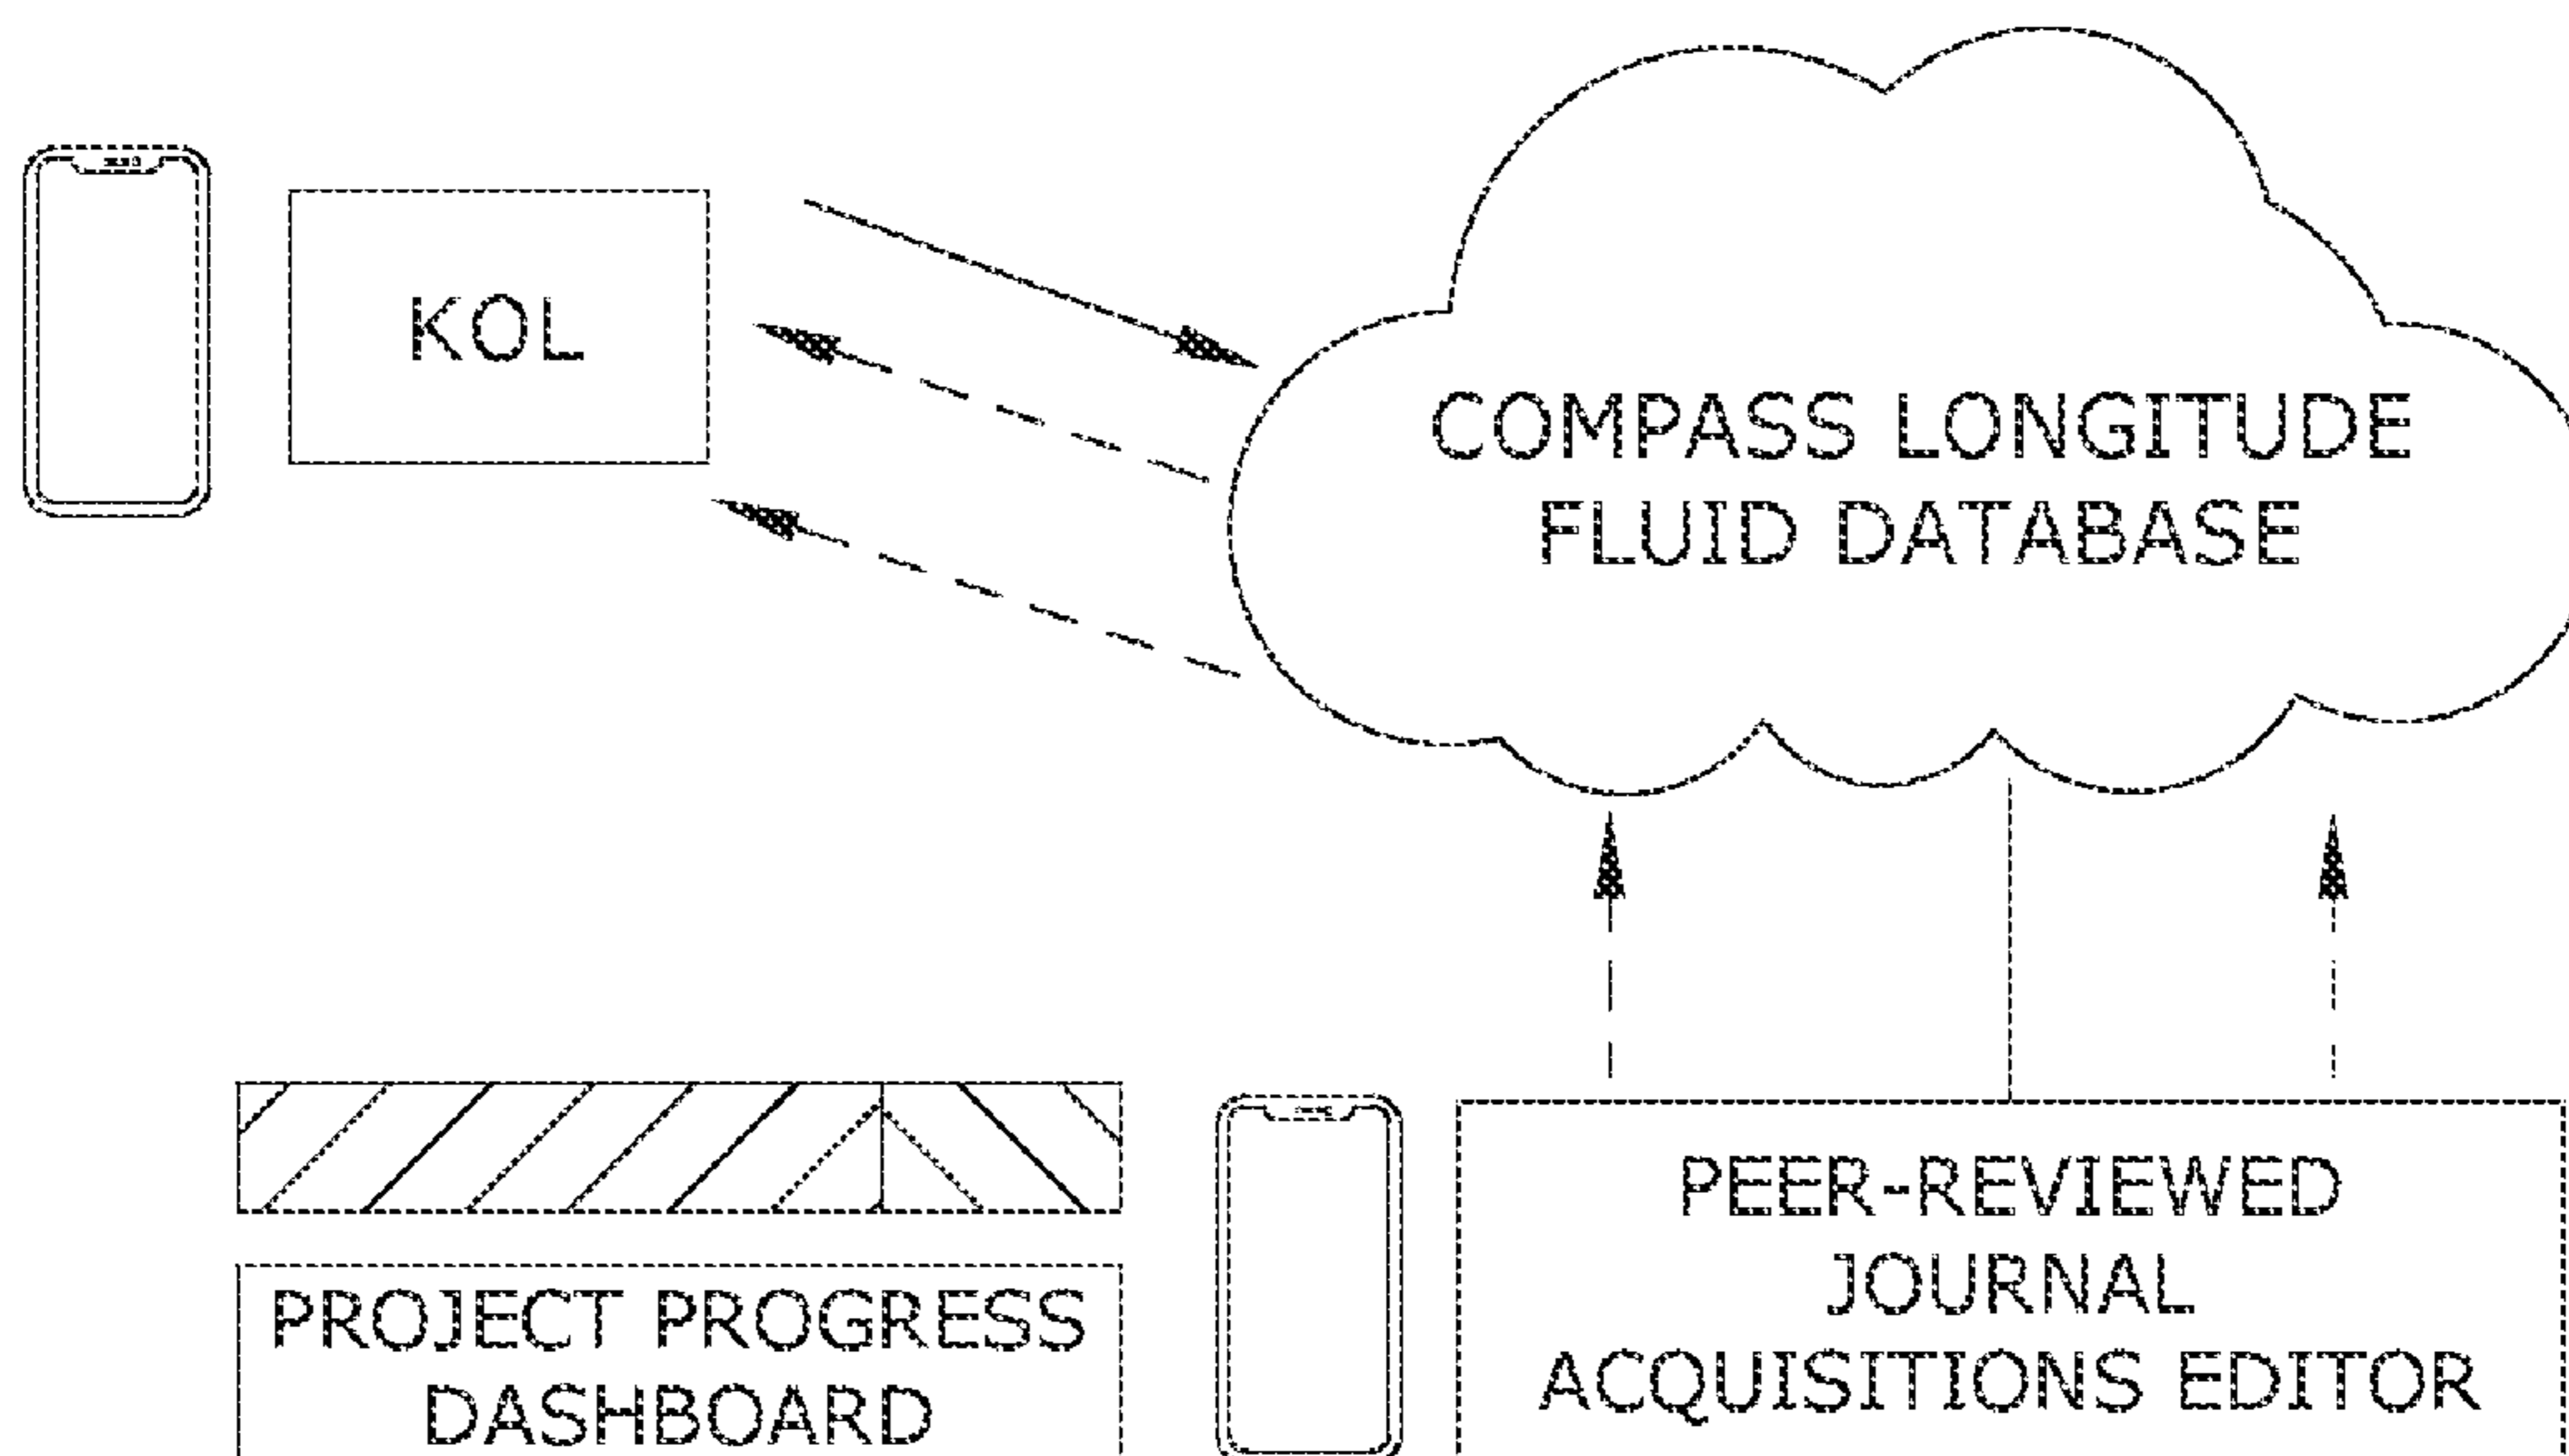 KOL
COMPASS LONGITUDE
FLUID DATABASE
PROJECT PROGRESS
DASHBOARD
PEER-REVIEWED
JOURNAL
ACQUISITIONS EDITOR